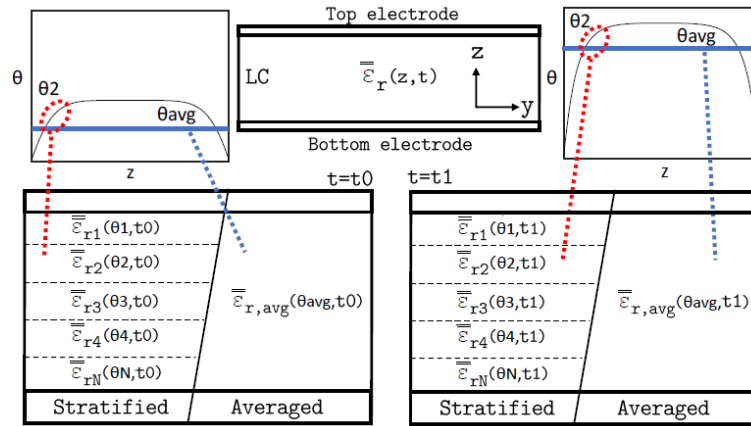 Top electrode
θ2
θ
θavg
z
LC
ε̿r(z,t)
z
y
Bottom electrode
θ2
θ
θavg
z
t=t0
ε̿r1(θ1,t0)
ε̿r2(θ2,t0)
ε̿r3(θ3,t0)
ε̿r4(θ4,t0)
ε̿rN(θN,t0)
ε̿r,avg(θavg,t0)
Stratified
Averaged
t=t1
ε̿r1(θ1,t1)
ε̿r2(θ2,t1)
ε̿r3(θ3,t1)
ε̿r4(θ4,t1)
ε̿rN(θN,t1)
ε̿r,avg(θavg,t1)
Stratified
Averaged